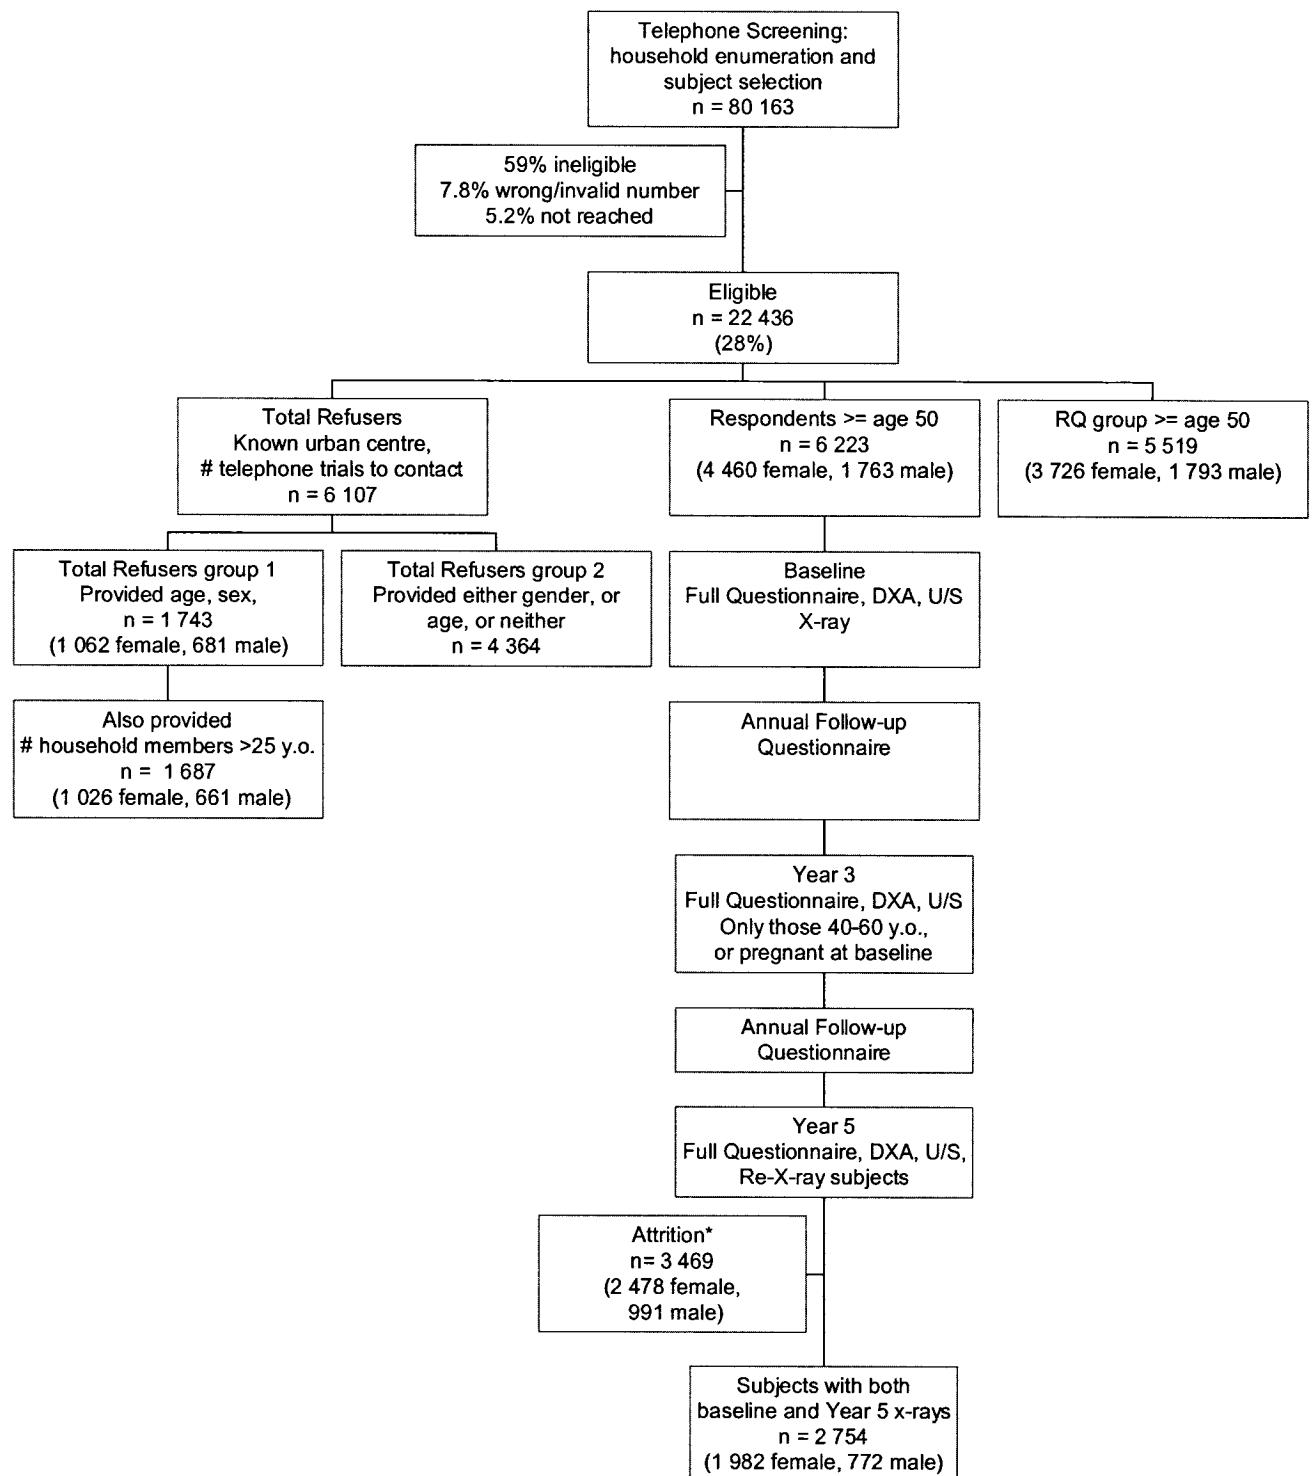 Telephone Screening:
household enumeration and
subject selection
n = 80 163
59% ineligible
7.8% wrong/invalid number
5.2% not reached
Eligible
n = 22 436
(28%)
Total Refusers
Known urban centre,
# telephone trials to contact
n = 6 107
Respondents >= age 50
n = 6 223
(4 460 female, 1 763 male)
RQ group >= age 50
n = 5 519
(3 726 female, 1 793 male)
Total Refusers group 1
Provided age, sex,
n = 1 743
(1 062 female, 681 male)
Total Refusers group 2
Provided either gender, or
age, or neither
n = 4 364
Baseline
Full Questionnaire, DXA, U/S
X-ray
Also provided
# household members >25 y.o.
n = 1 687
(1 026 female, 661 male)
Annual Follow-up
Questionnaire
Year 3
Full Questionnaire, DXA, U/S
Only those 40-60 y.o.,
or pregnant at baseline
Annual Follow-up
Questionnaire
Year 5
Full Questionnaire, DXA, U/S,
Re-X-ray subjects
Attrition*
n= 3 469
(2 478 female,
991 male)
Subjects with both
baseline and Year 5 x-rays
n = 2 754
(1 982 female, 772 male)